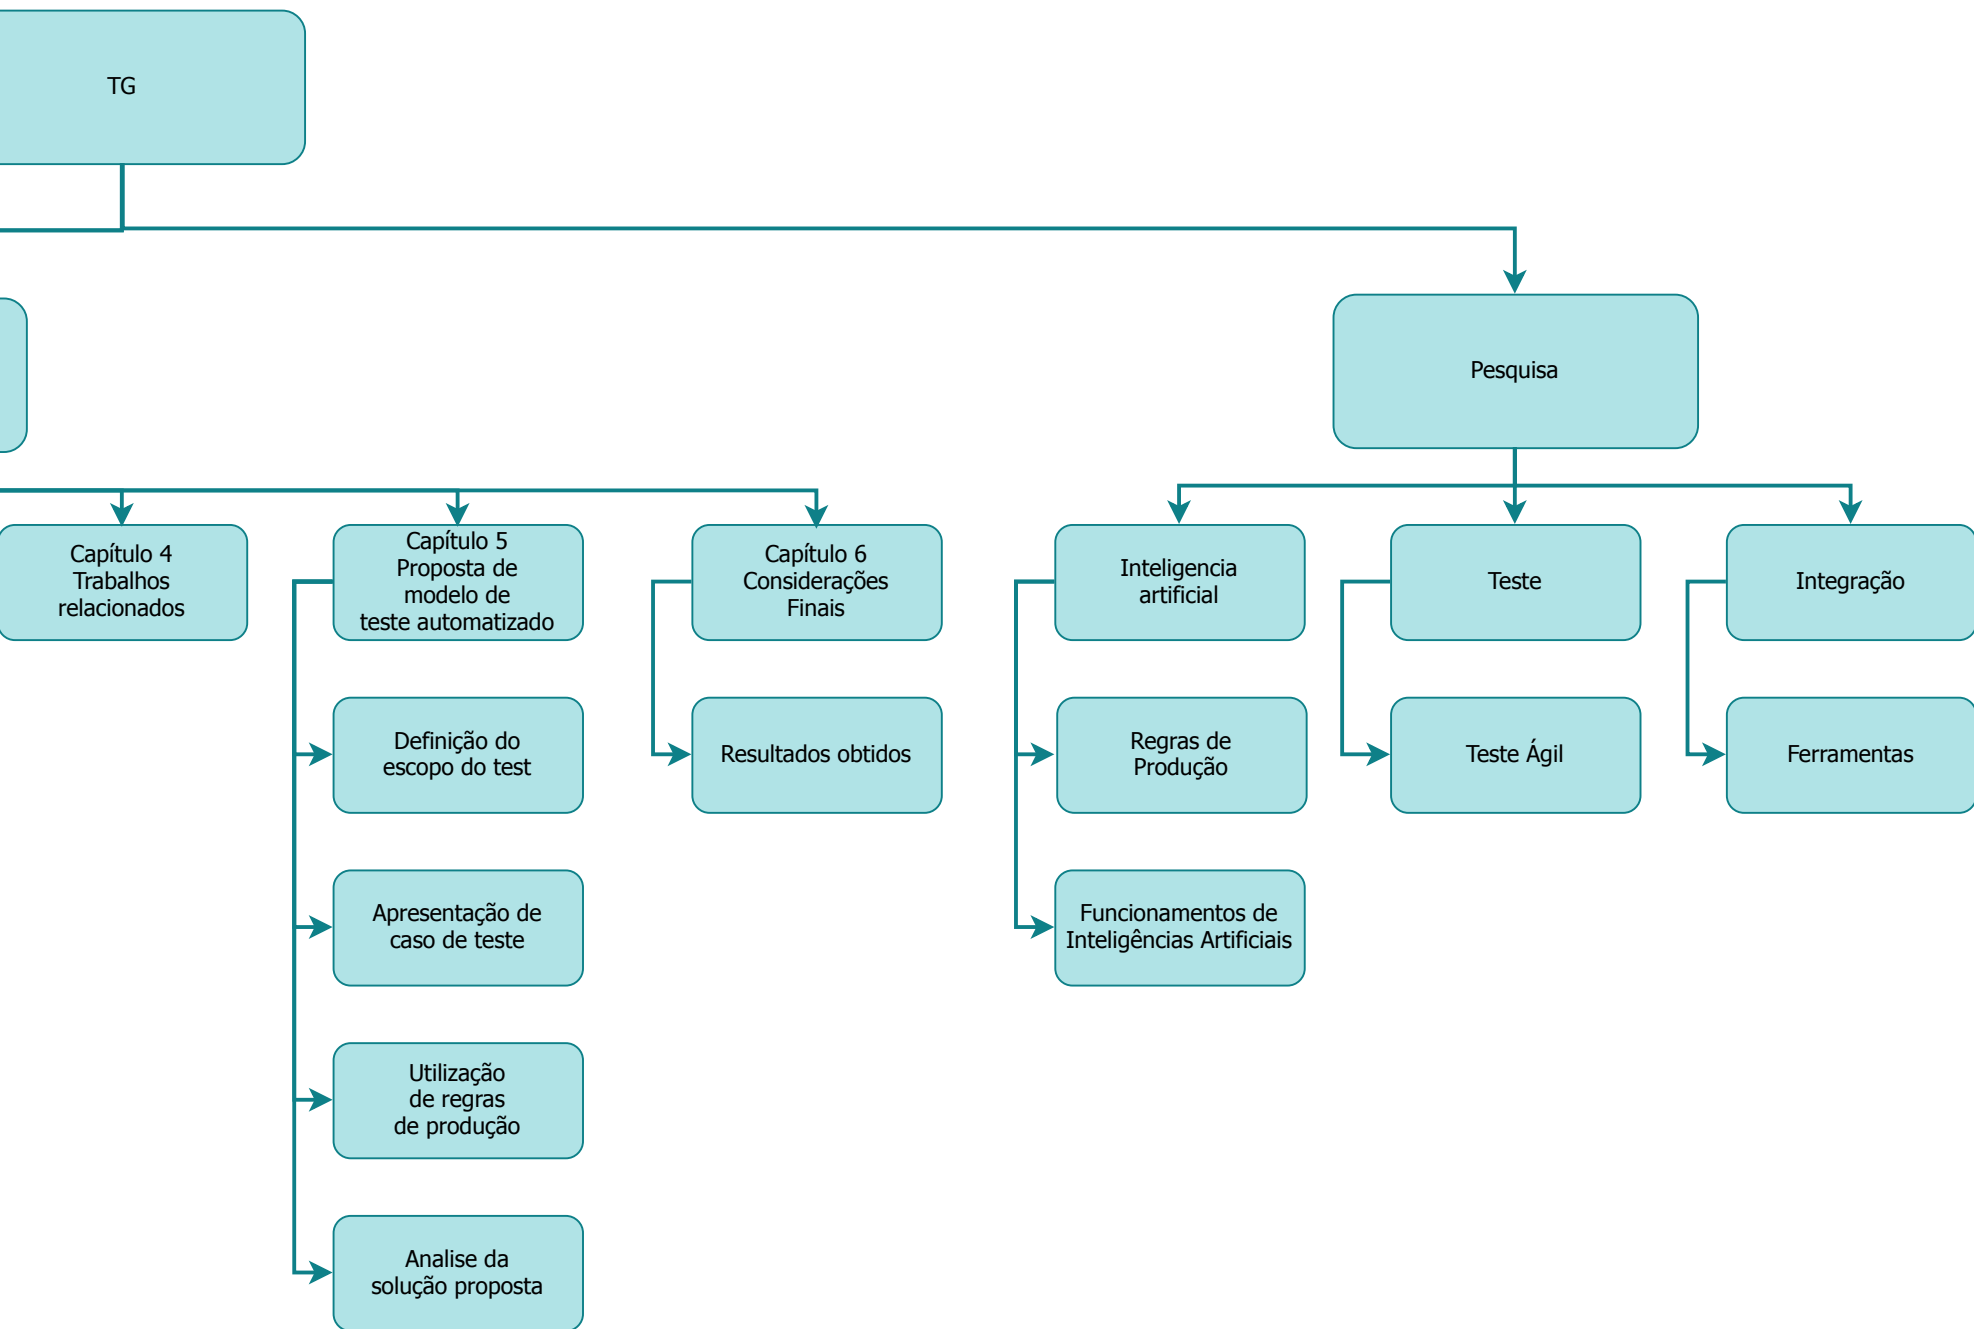 TG
Pesquisa
Capítulo 4
Trabalhos
relacionados
Capítulo 5
Proposta de
modelo de
teste automatizado
Capítulo 6
Considerações
Finais
Inteligencia
artificial
Teste
Integração
Definição do
escopo do test
Resultados obtidos
Regras de
Produção
Teste Ágil
Ferramentas
Apresentação de
caso de teste
Funcionamentos de
Inteligências Artificiais
Utilização
de regras
de produção
Analise da
solução proposta